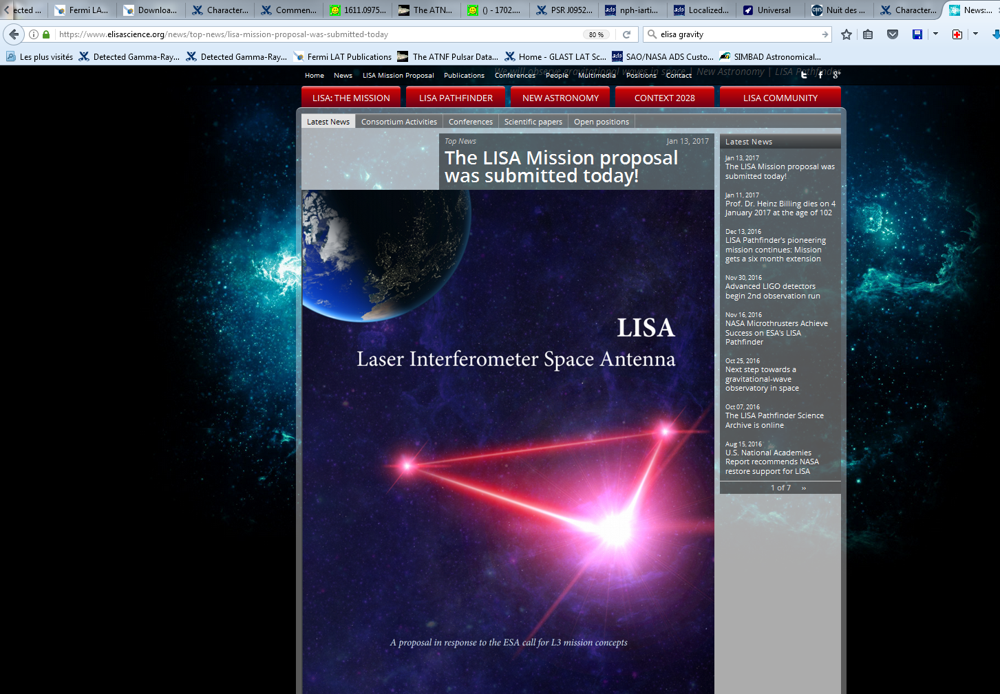 ected ...
Fermi LA...
Downloa...
Character...
Commen...
1611.0975...
The ATN...
() - 1702....
PSR J0952...
nph-iarti...
Localized...
Universal
Nuit des ...
Character...
News:...
https://www.elisascience.org/news/top-news/lisa-mission-proposal-was-submitted-today
80 %
elisa gravity
Les plus visités
Detected Gamma-Ray...
Detected Gamma-Ray...
Fermi LAT Publications
The ATNF Pulsar Data...
Home - GLAST LAT Sc...
SAO/NASA ADS Custo...
SIMBAD Astronomical...
We will observe gravitational waves in space | New Astronomy | LISA Pathfinder
Home News LISA Mission Proposal Publications Conferences People Multimedia Positions Contact
LISA: THE MISSION
LISA PATHFINDER
NEW ASTRONOMY
CONTEXT 2028
LISA COMMUNITY
Latest News
Consortium Activities
Conferences
Scientific papers
Open positions
Top News
Jan 13, 2017
The LISA Mission proposal
was submitted today!
LISA
Laser Interferometer Space Antenna
A proposal in response to the ESA call for L3 mission concepts
Latest News
Jan 13, 2017
The LISA Mission proposal was
submitted today!
Jan 11, 2017
Prof. Dr. Heinz Billing dies on 4
January 2017 at the age of 102
Dec 13, 2016
LISA Pathfinder's pioneering
mission continues: Mission
gets a six month extension
Nov 30, 2016
Advanced LIGO detectors
begin 2nd observation run
Nov 16, 2016
NASA Microthrusters Achieve
Success on ESA's LISA
Pathfinder
Oct 25, 2016
Next step towards a
gravitational-wave
observatory in space
Oct 07, 2016
The LISA Pathfinder Science
Archive is online
Aug 15, 2016
U.S. National Academies
Report recommends NASA
restore support for LISA
1 of 7 »